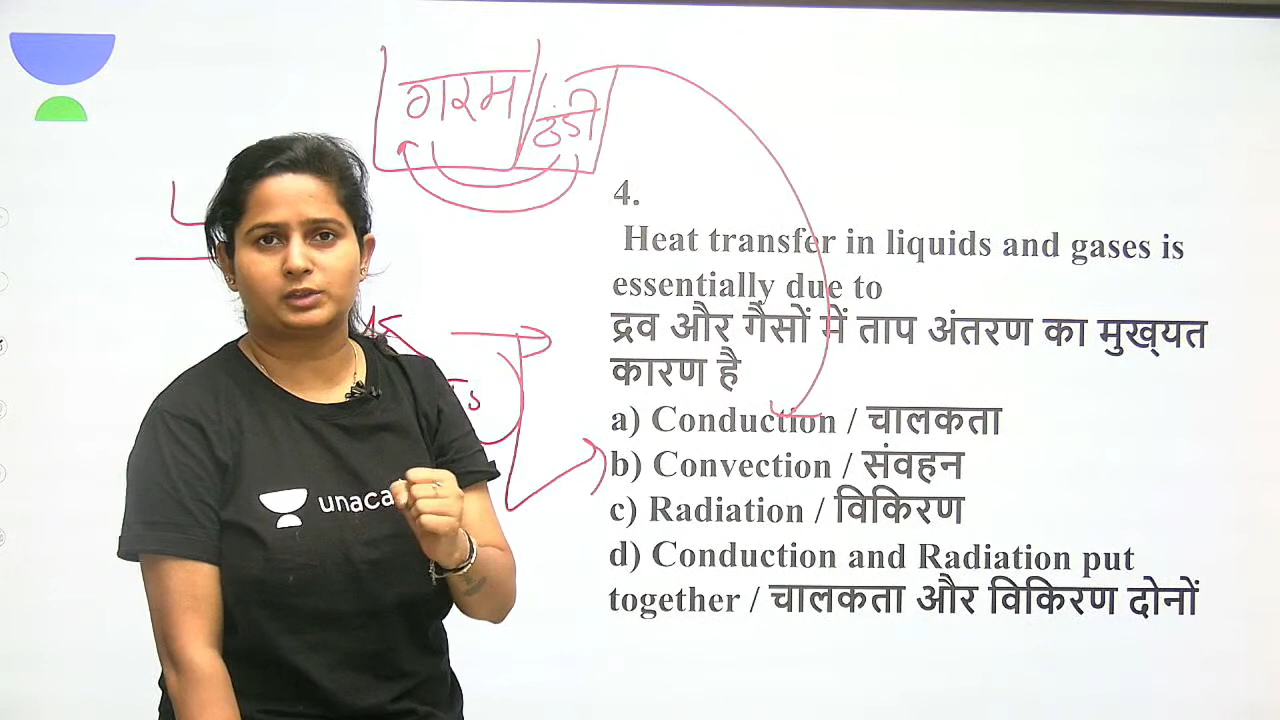 गरम ठंडी
4.
Heat transfer in liquids and gases is
essentially due to
द्रव और गैसों में ताप अंतरण का मुख्यत
कारण है
a) Conduction / चालकता
b) Convection / संवहन
c) Radiation / विकिरण
d) Conduction and Radiation put
together / चालकता और विकिरण दोनों
unaca